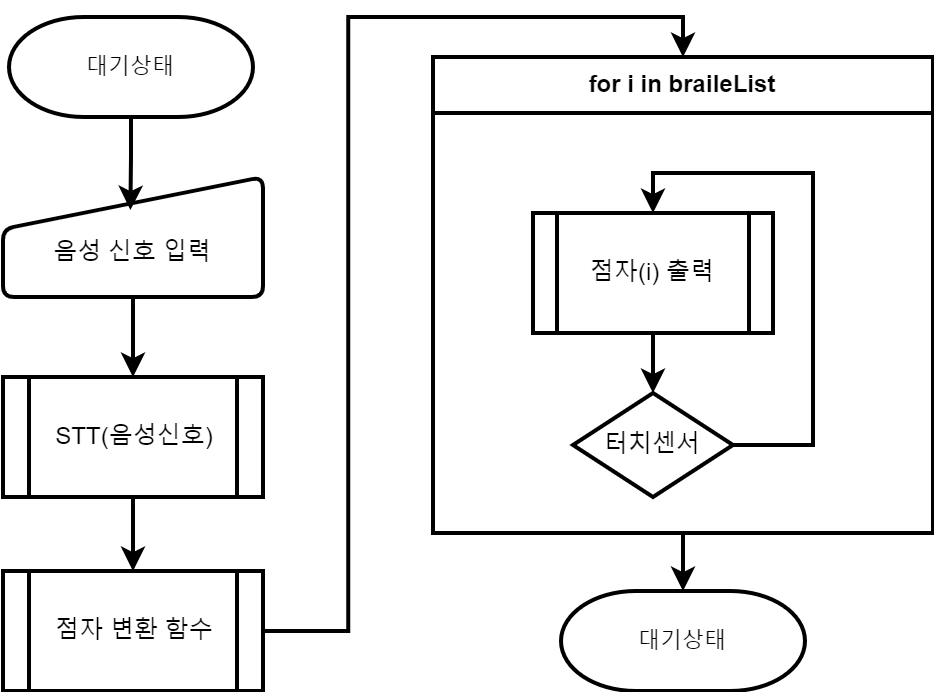 대기상태
음성 신호 입력
STT(음성신호)
점자 변환 함수
for i in braileList
점자(i) 출력
터치센서
대기상태